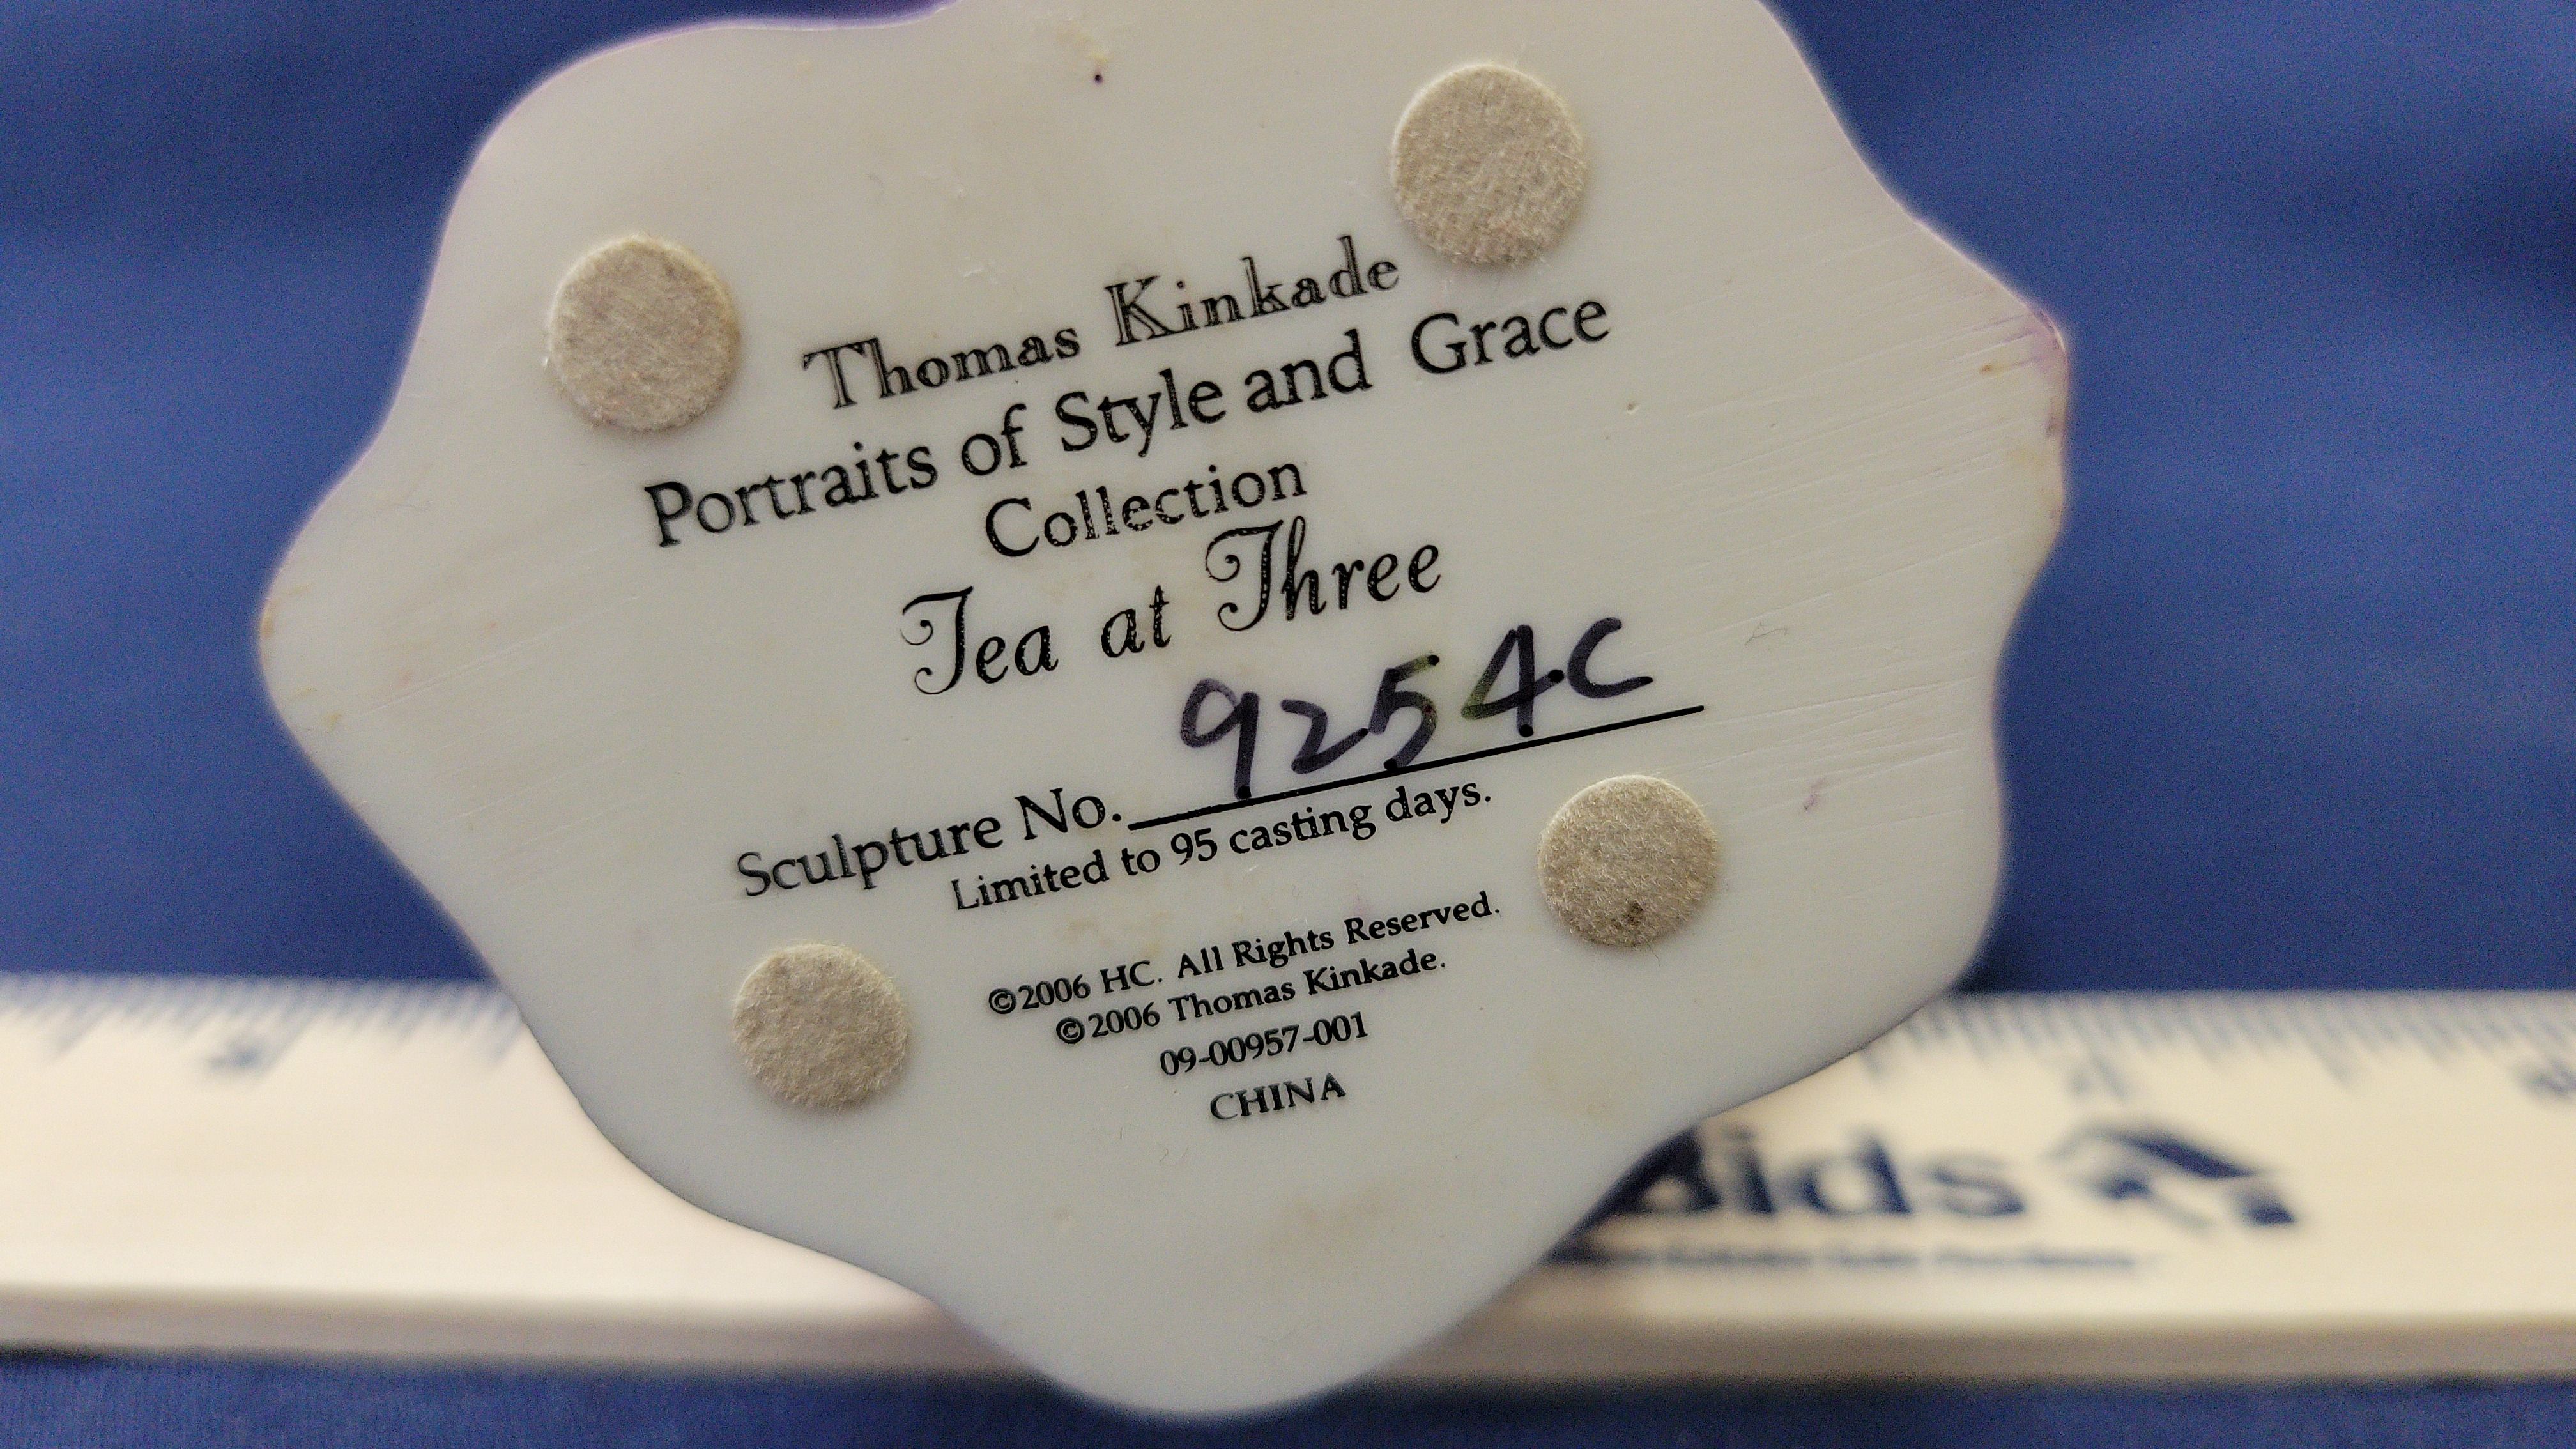 Thomas Kinkade
Portraits of Style and Grace
Collection
Tea at Three
Sculpture No. 9254C
Limited to 95 casting days.
©2006 HC. All Rights Reserved.
©2006 Thomas Kinkade.
09-00957-001
CHINA